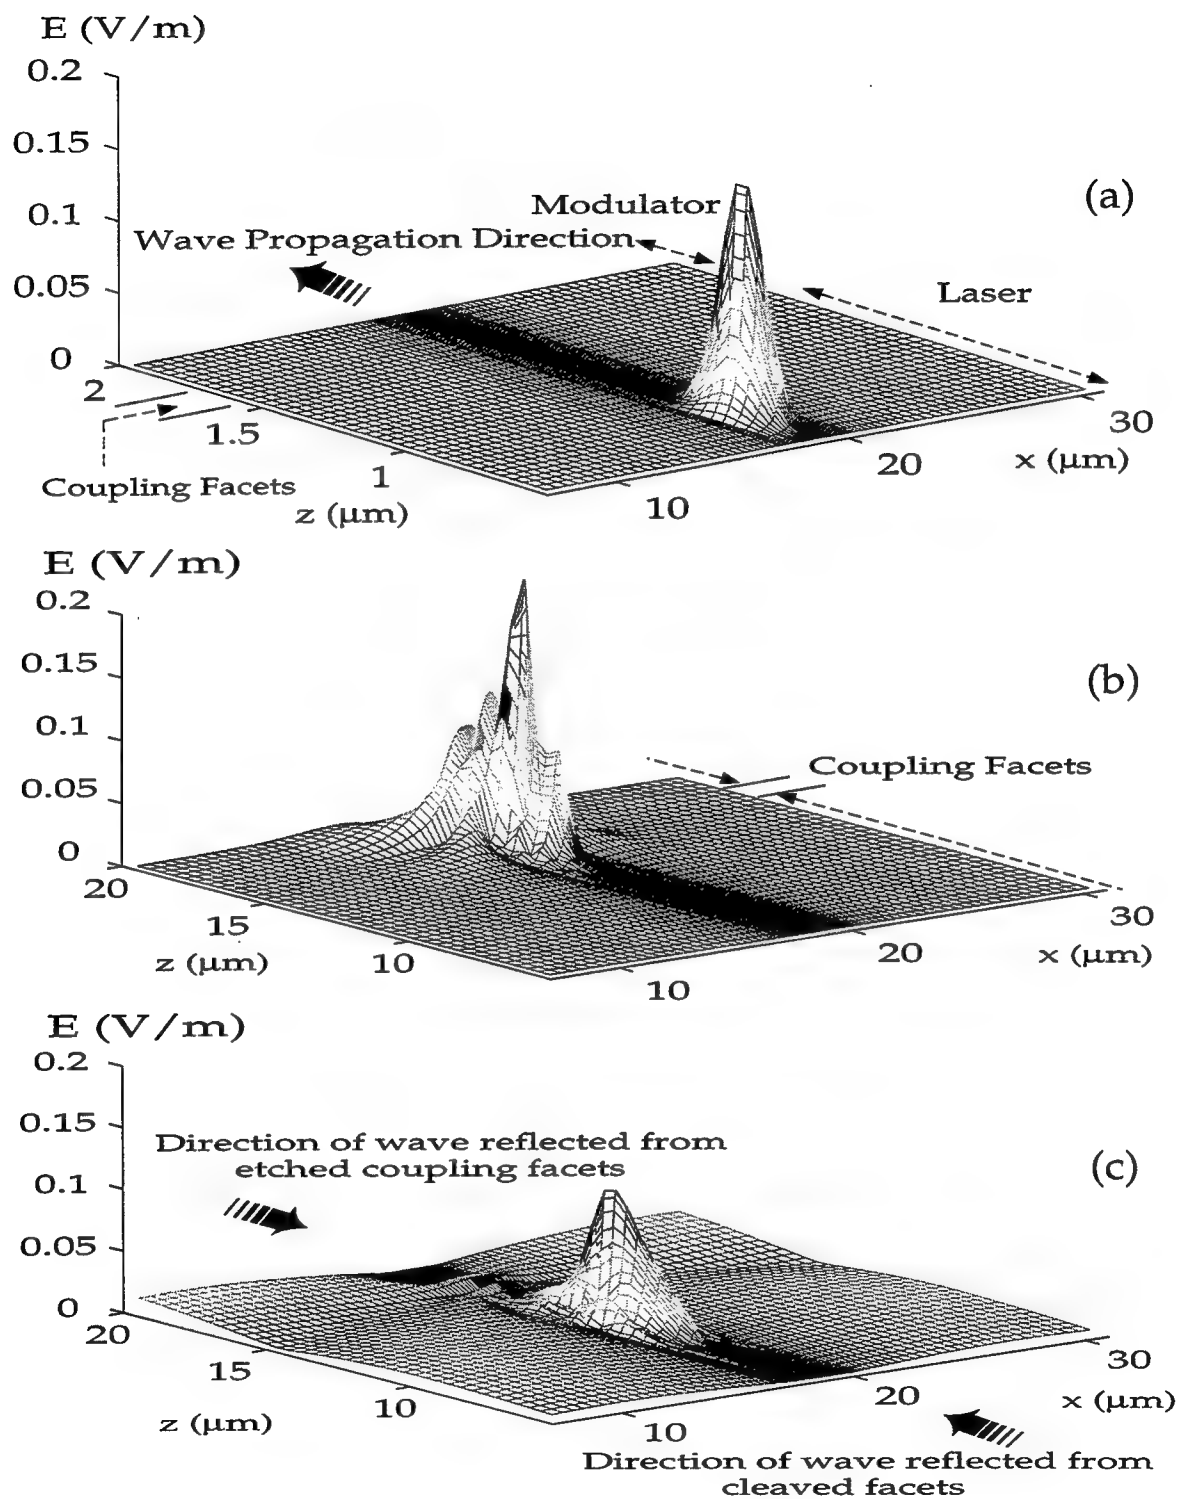 E (V/m)
0.2
0.15
(a)
Modulator
0.1
Wave Propagation Direction
0.05
Laser
0
2
1.5
30
20
x (μm)
1
Coupling Facets
10
z (μm)
E (V/m)
0.2
0.15
(b)
0.1
Coupling Facets
0.05
0
20
30
15
20
x (μm)
z (μm)
10
10
E (V/m)
0.2
0.15
Direction of wave reflected from
etched coupling facets
(c)
0.1
0.05
0
20
30
15
20
x (μm)
10
z (μm)
10
Direction of wave reflected from
cleaved facets